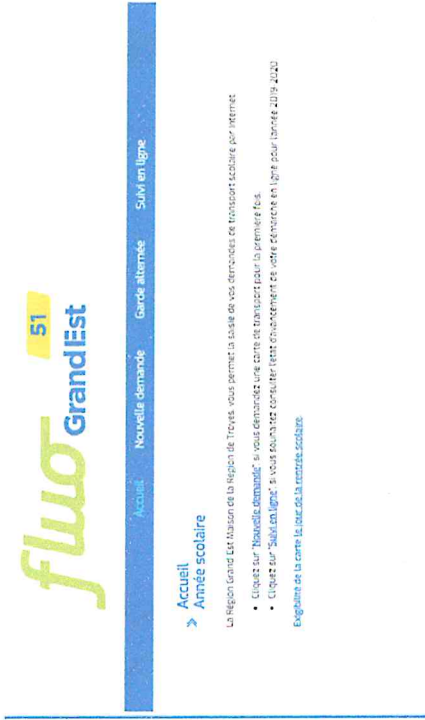 fluo 51
Grand Est
Accueil Nouvelle demande Garde alternée Suivi en ligne
> Accueil
> Année scolaire
La Région Grand Est Maison de la Région de Troyes, vous permet la saisie de vos demandes de transport scolaire par internet
• Cliquez sur "Nouvelle demande" si vous demandez une carte de transport pour la première fois.
• Cliquez sur "Suivi en ligne", si vous souhaitez consulter l'état d'avancement de votre démarche en ligne pour l'année 2019-2020
Exigibilité de la carte le jour de la rentrée scolaire